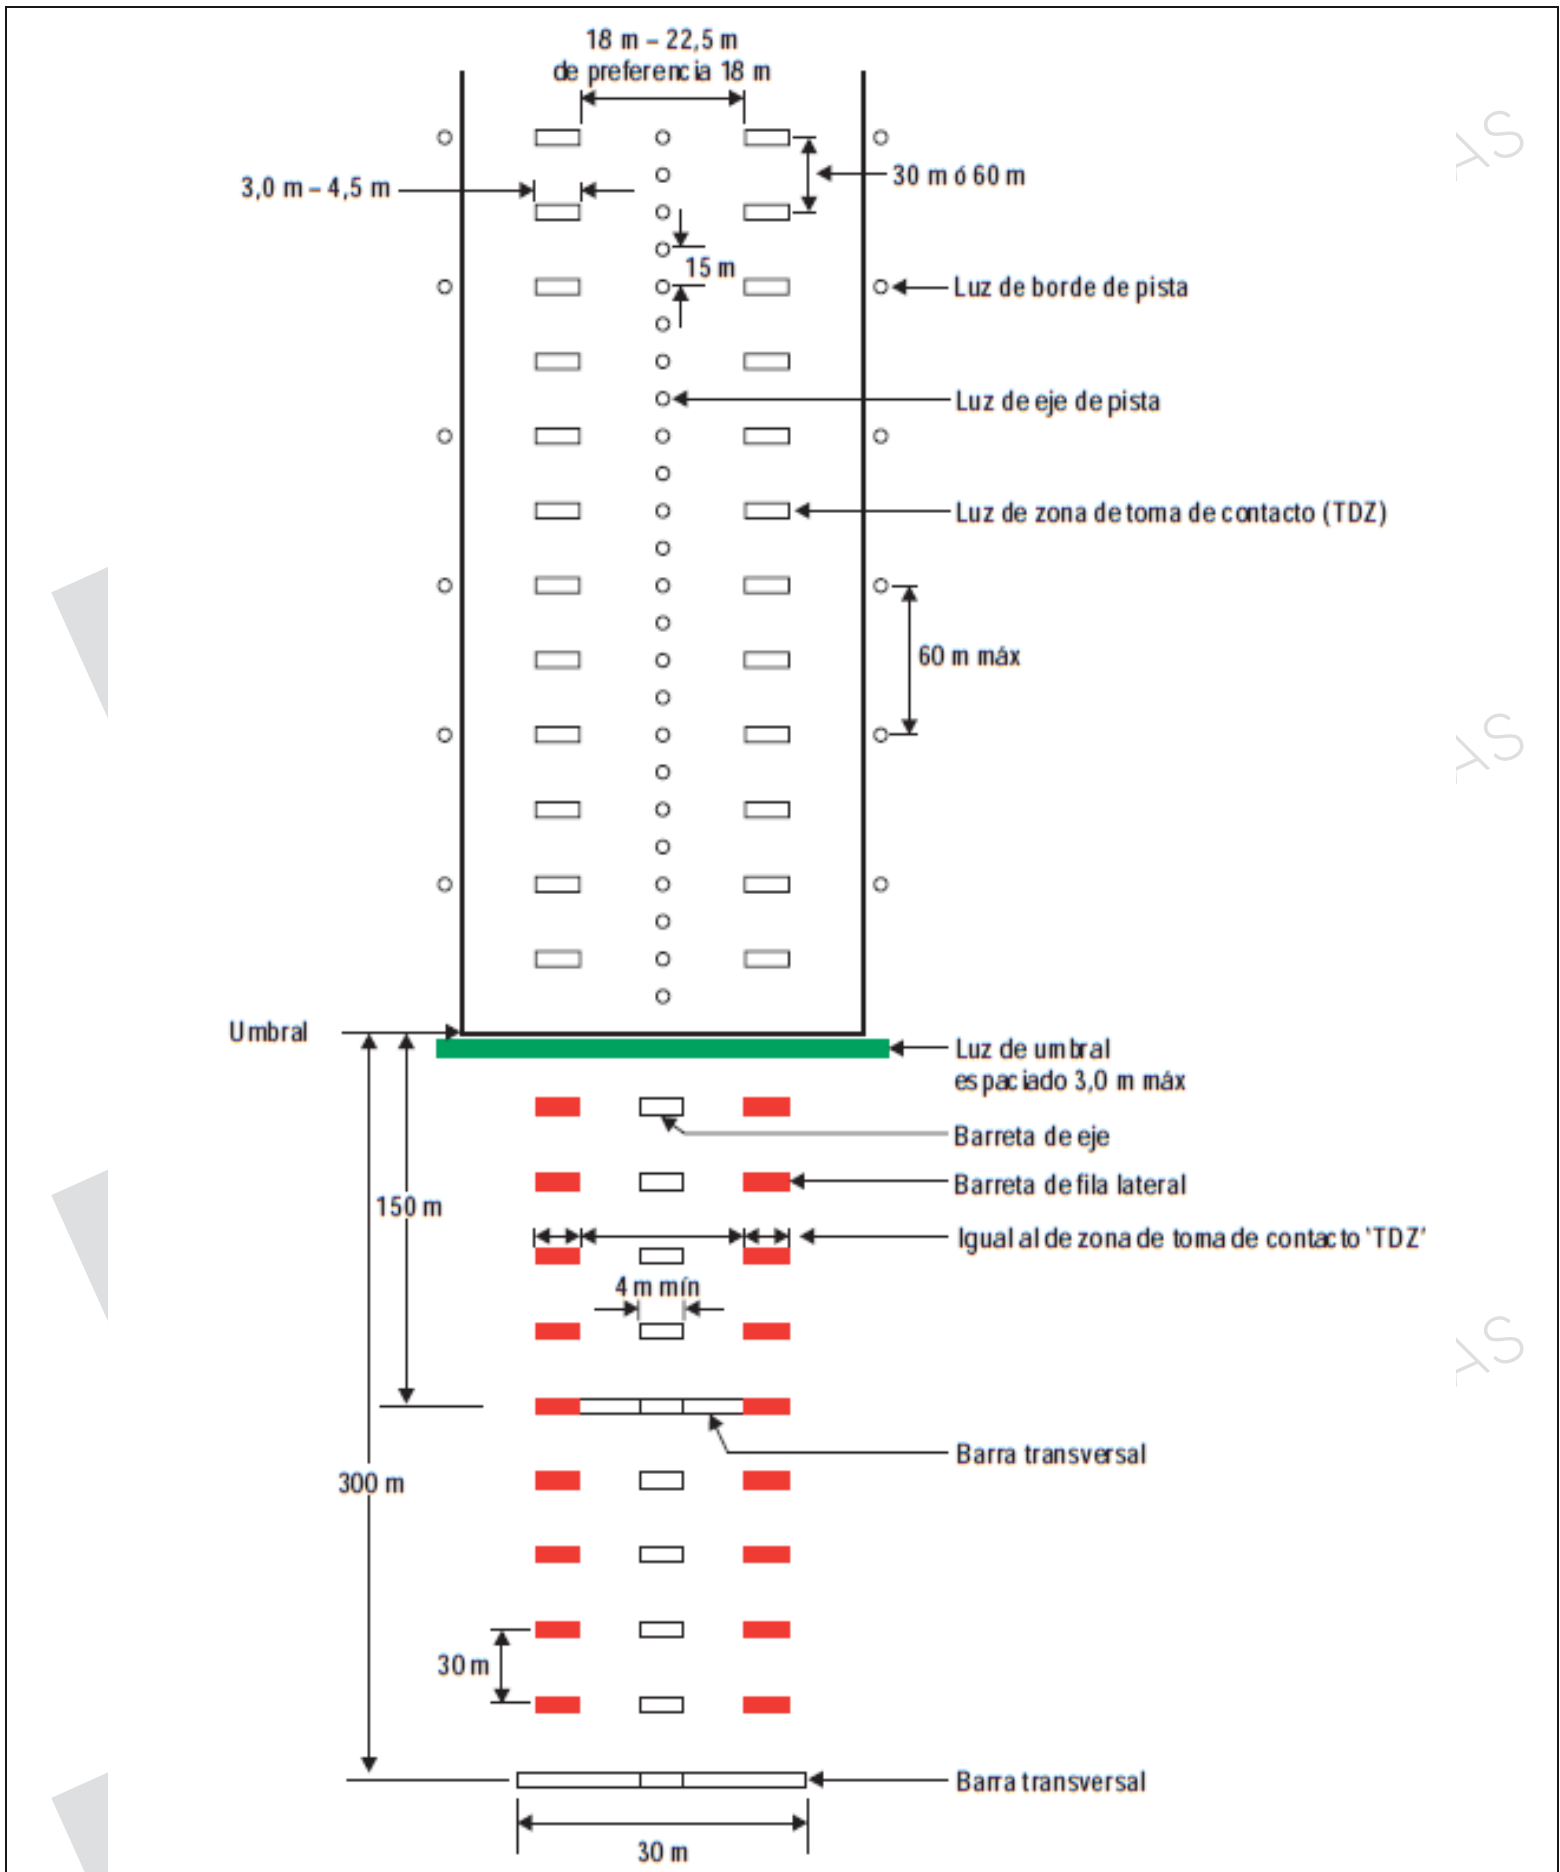 18 m – 22,5 m
de preferencia 18 m
3,0 m – 4,5 m
30 m ó 60 m
15 m
Luz de borde de pista
Luz de eje de pista
Luz de zona de toma de contacto (TDZ)
60 m máx
Umbral
Luz de umbral
espaciado 3,0 m máx
Barreta de eje
Barreta de fila lateral
150 m
Igual al de zona de toma de contacto 'TDZ'
4 m mín
Barra transversal
300 m
30 m
Barra transversal
30 m
AS
AS
AS